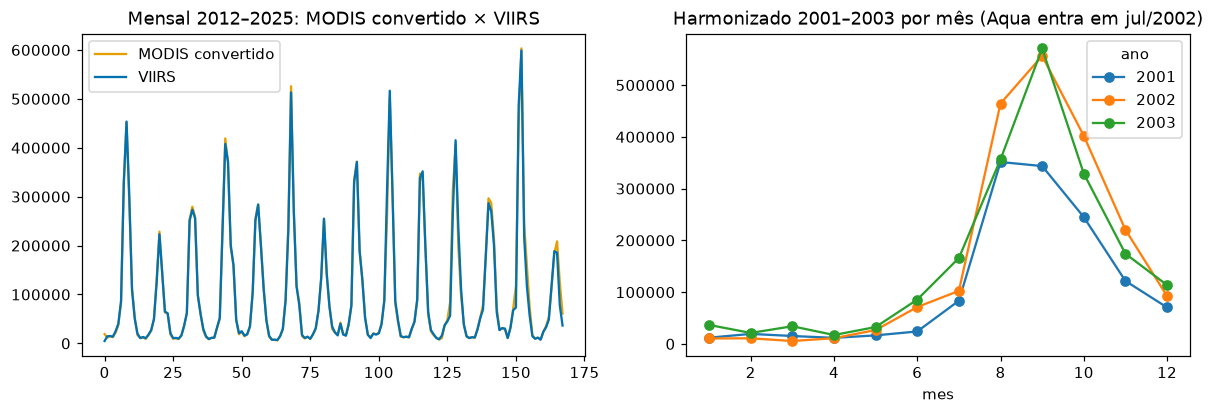 Mensal 2012–2025: MODIS convertido × VIIRS
MODIS convertido
VIIRS
600000
500000
400000
300000
200000
100000
0
0 25 50 75 100 125 150 175
Harmonizado 2001–2003 por mês (Aqua entra em jul/2002)
ano
2001
2002
2003
500000
400000
300000
200000
100000
0
2 4 6 8 10 12
mes